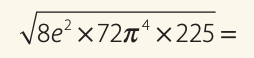 √8e² × 72π⁴ × 225 =